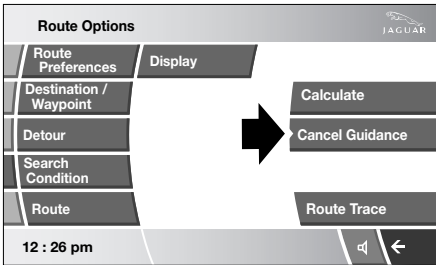 Route Options
JAGUAR
Route
Preferences
Display
Destination /
Waypoint
Calculate
Detour
Cancel Guidance
Search
Condition
Route
Route Trace
12 : 26 pm